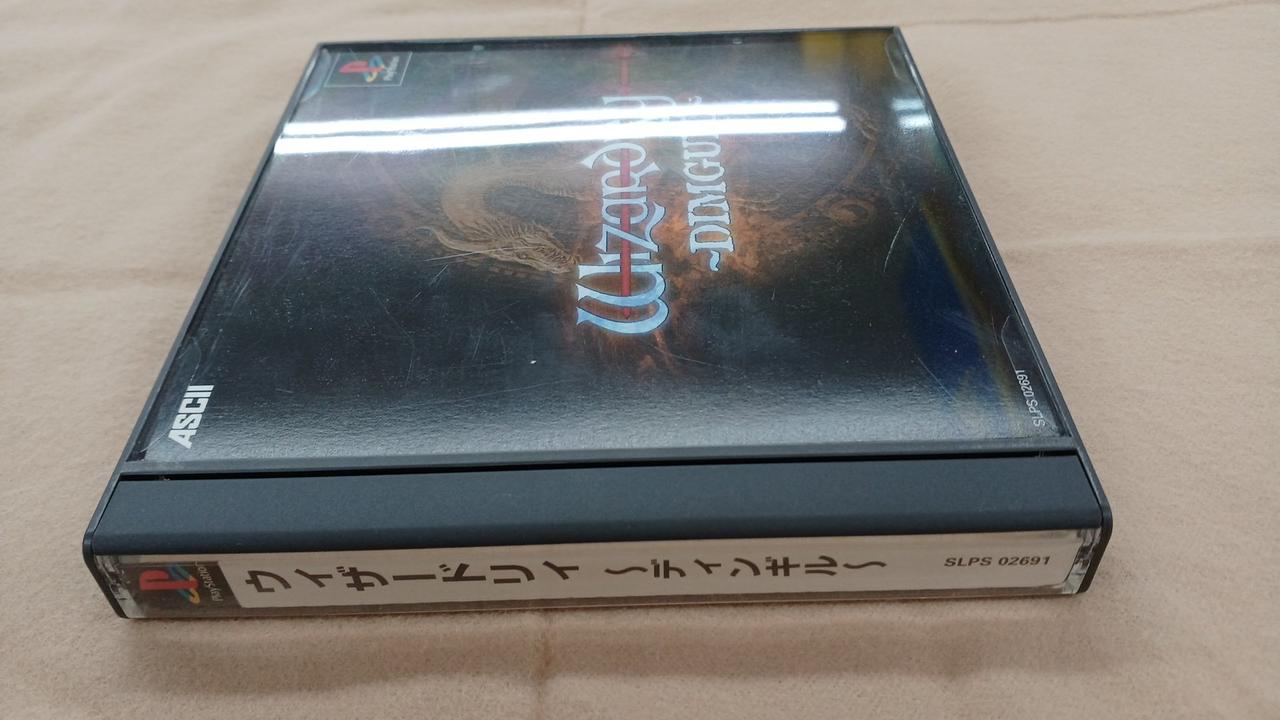 PlayStation
Wizardry
~DIMGUIL~
ASCII
SLPS 02691
PlayStation
ウィザードリィ ～ディンギル～
SLPS 02691